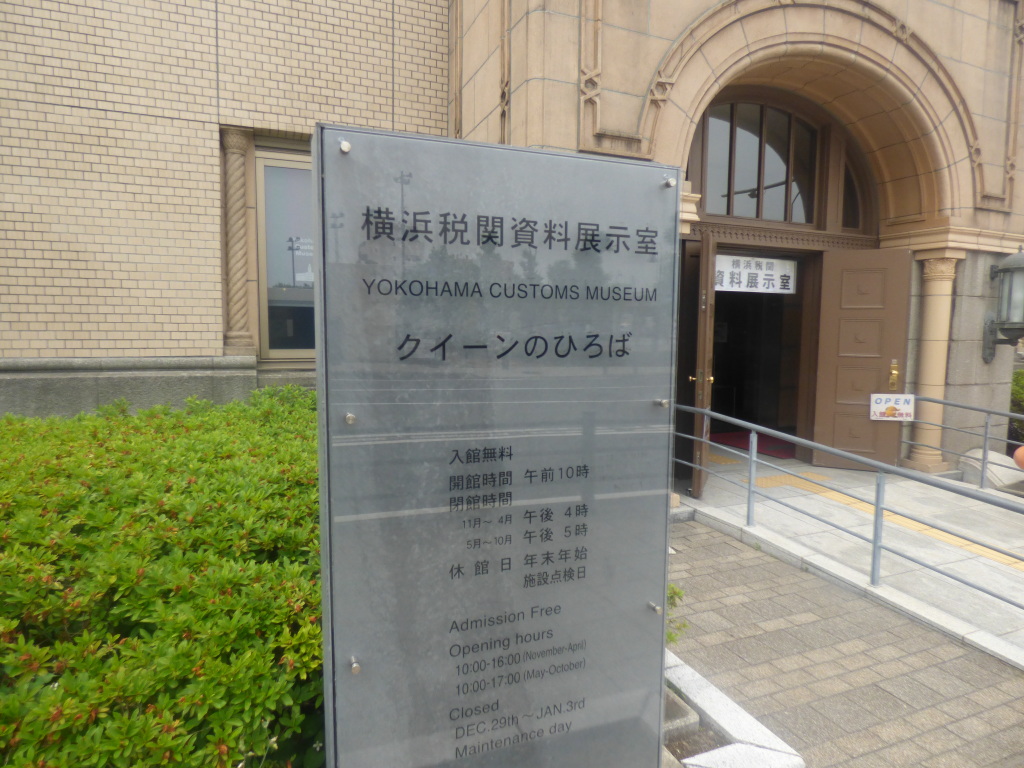 横浜税関資料展示室
YOKOHAMA CUSTOMS MUSEUM
クイーンのひろば
入館無料
開館時間 午前10時
閉館時間
11月〜 4月 午後 4時
5月〜10月 午後 5時
休館日 年末年始
施設点検日
Admission Free
Opening hours
10:00-16:00 (November-April)
10:00-17:00 (May-October)
Closed
DEC.29th〜JAN.3rd
Maintenance day
横浜税関
資料展示室
OPEN
入館無料